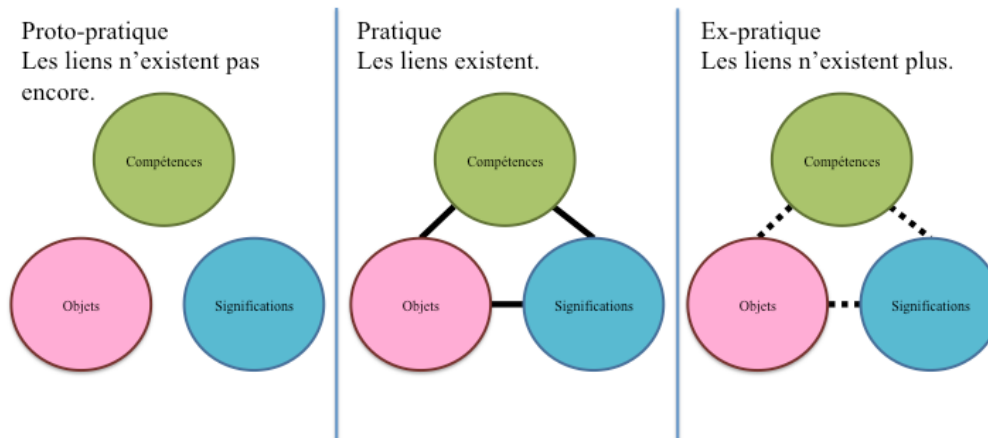 Proto-pratique
Les liens n’existent pas
encore.
Compétences
Objets
Significations
Pratique
Les liens existent.
Compétences
Objets
Significations
Ex-pratique
Les liens n’existent plus.
Compétences
Objets
Significations